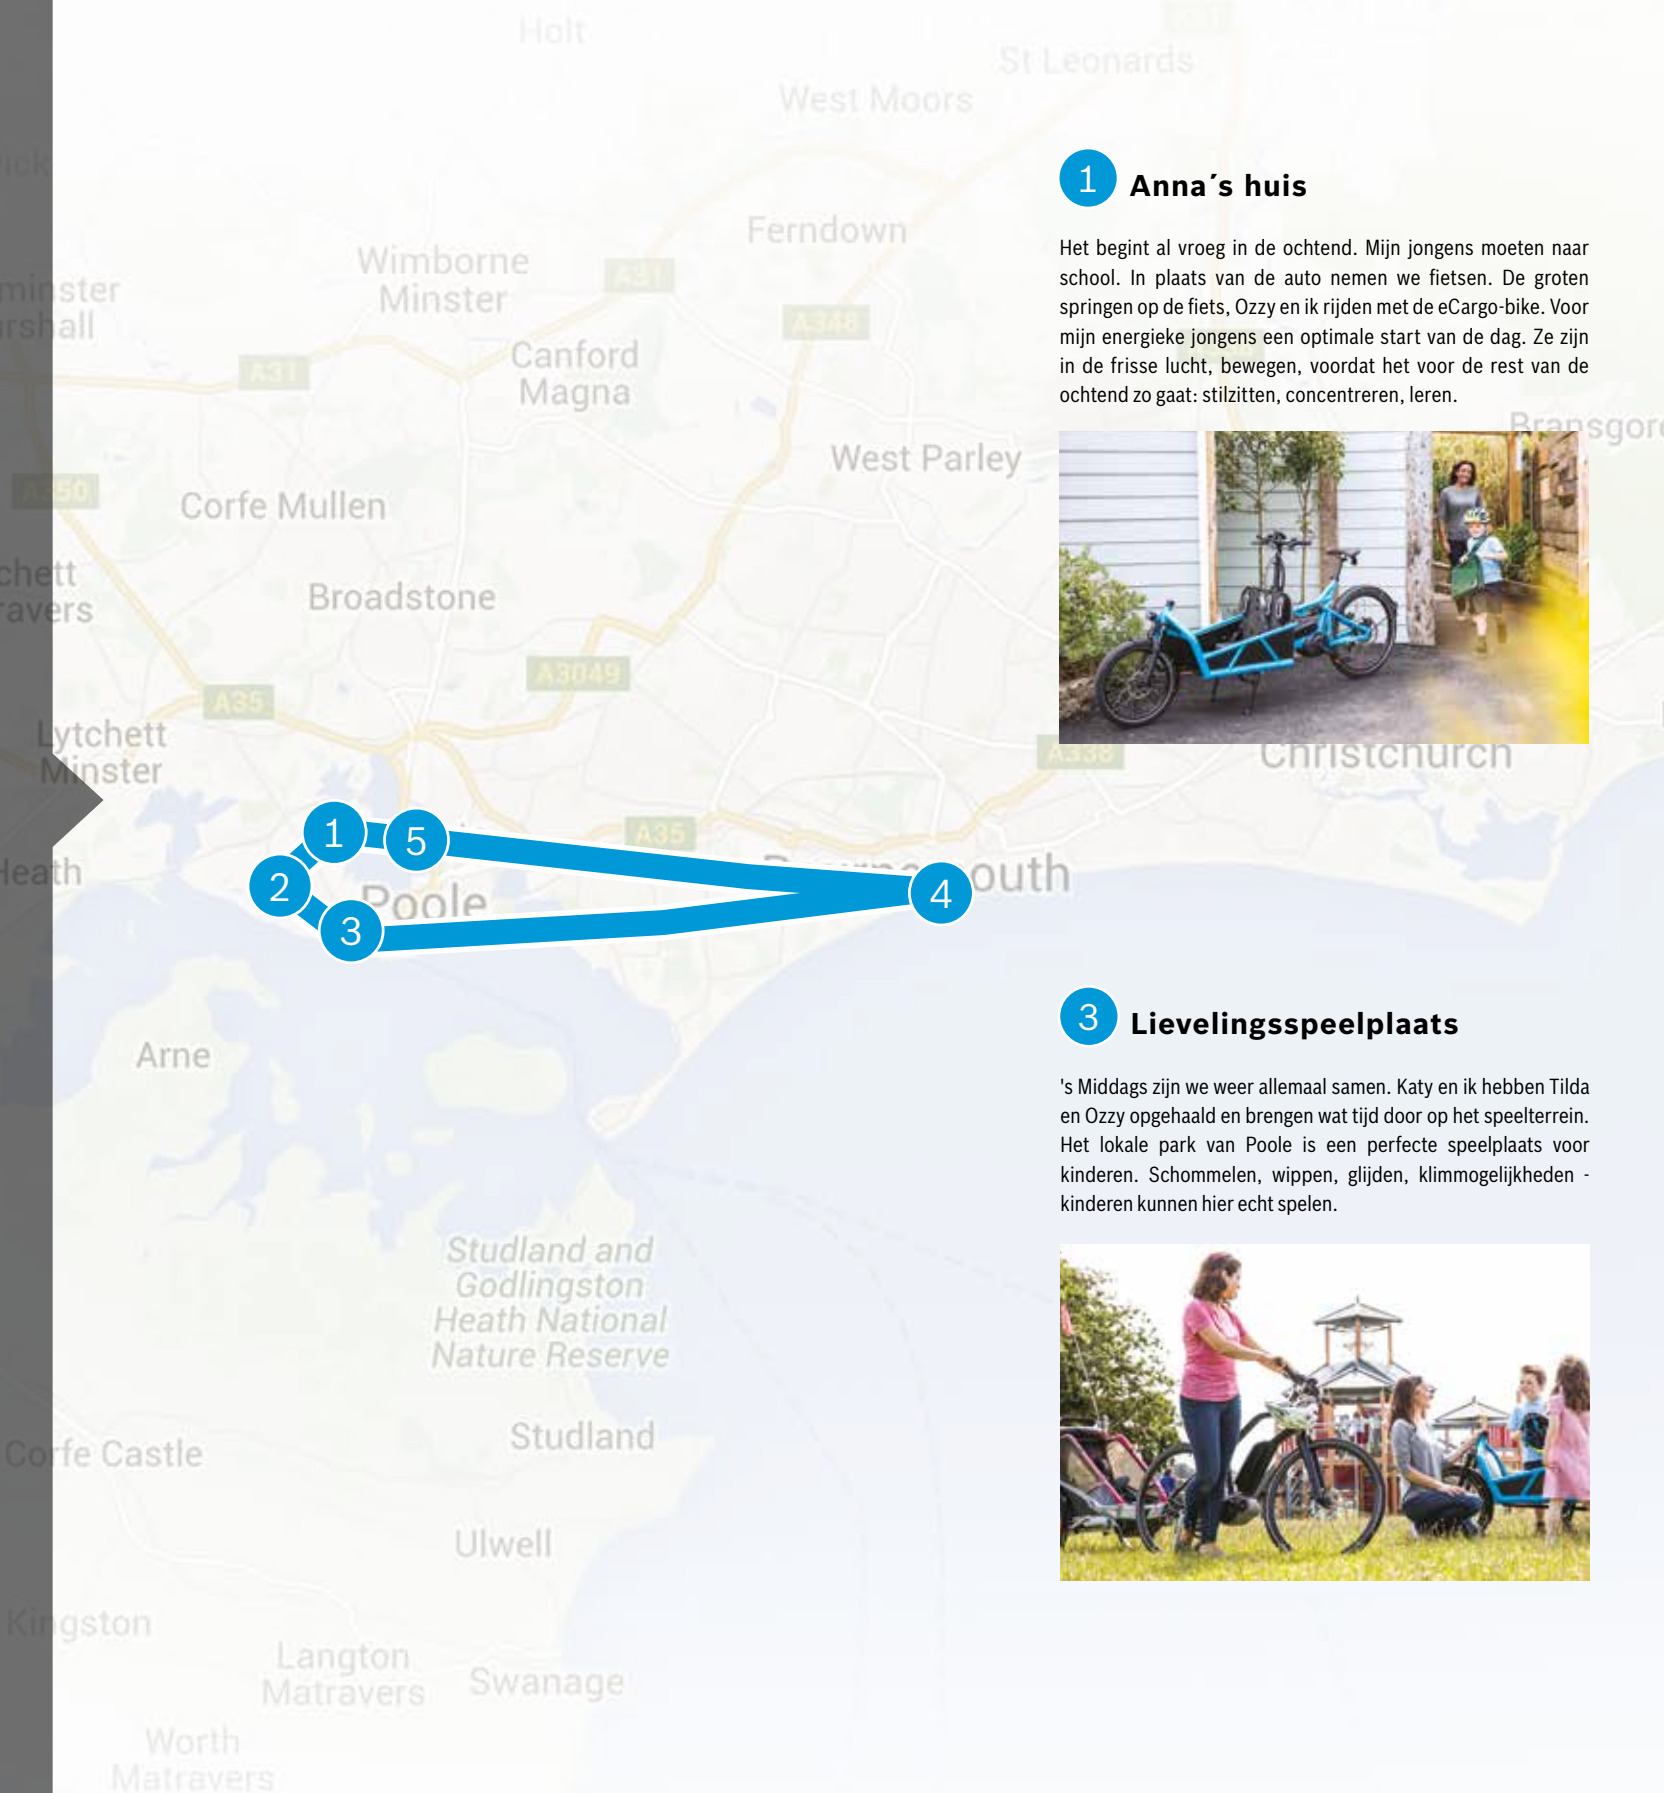 Holt
St Leonards
West Moors
Ferndown
Wimborne
Minster
A31
A348
Canford
Magna
A31
West Parley
A350
Corfe Mullen
Broadstone
A3049
A35
Lytchett
Minster
A338
Christchurch
A35
1
5
2
Poole
3
4
outh
Heath
Arne
Studland and
Godlingston
Heath National
Nature Reserve
Studland
Corfe Castle
Ulwell
Kingston
Langton
Matravers
Swanage
Worth
Matravers
1 Anna´s huis
Het begint al vroeg in de ochtend. Mijn jongens moeten naar
school. In plaats van de auto nemen we fietsen. De groten
springen op de fiets, Ozzy en ik rijden met de eCargo-bike. Voor
mijn energieke jongens een optimale start van de dag. Ze zijn
in de frisse lucht, bewegen, voordat het voor de rest van de
ochtend zo gaat: stilzitten, concentreren, leren.
3 Lievelingsspeelplaats
's Middags zijn we weer allemaal samen. Katy en ik hebben Tilda
en Ozzy opgehaald en brengen wat tijd door op het speelterrein.
Het lokale park van Poole is een perfecte speelplaats voor
kinderen. Schommelen, wippen, glijden, klimmogelijkheden -
kinderen kunnen hier echt spelen.